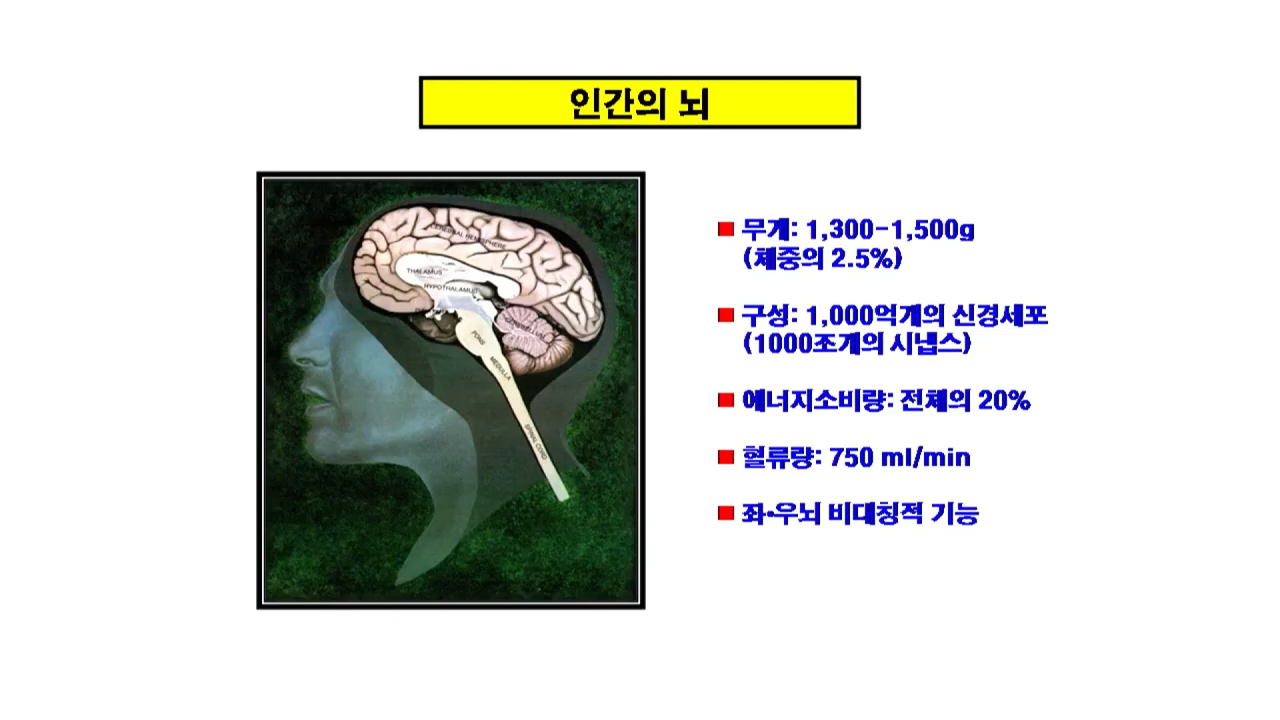 인간의 뇌
CEREBRAL HEMISPHERE
THALAMUS
HYPOTHALAMUS
CEREBELLUM
PONS
MEDULLA
SPINAL CORD
무게: 1,300-1,500g
(체중의 2.5%)
구성: 1,000억개의 신경세포
(1000조개의 시냅스)
에너지소비량: 전체의 20%
혈류량: 750 ml/min
좌·우뇌 비대칭적 기능